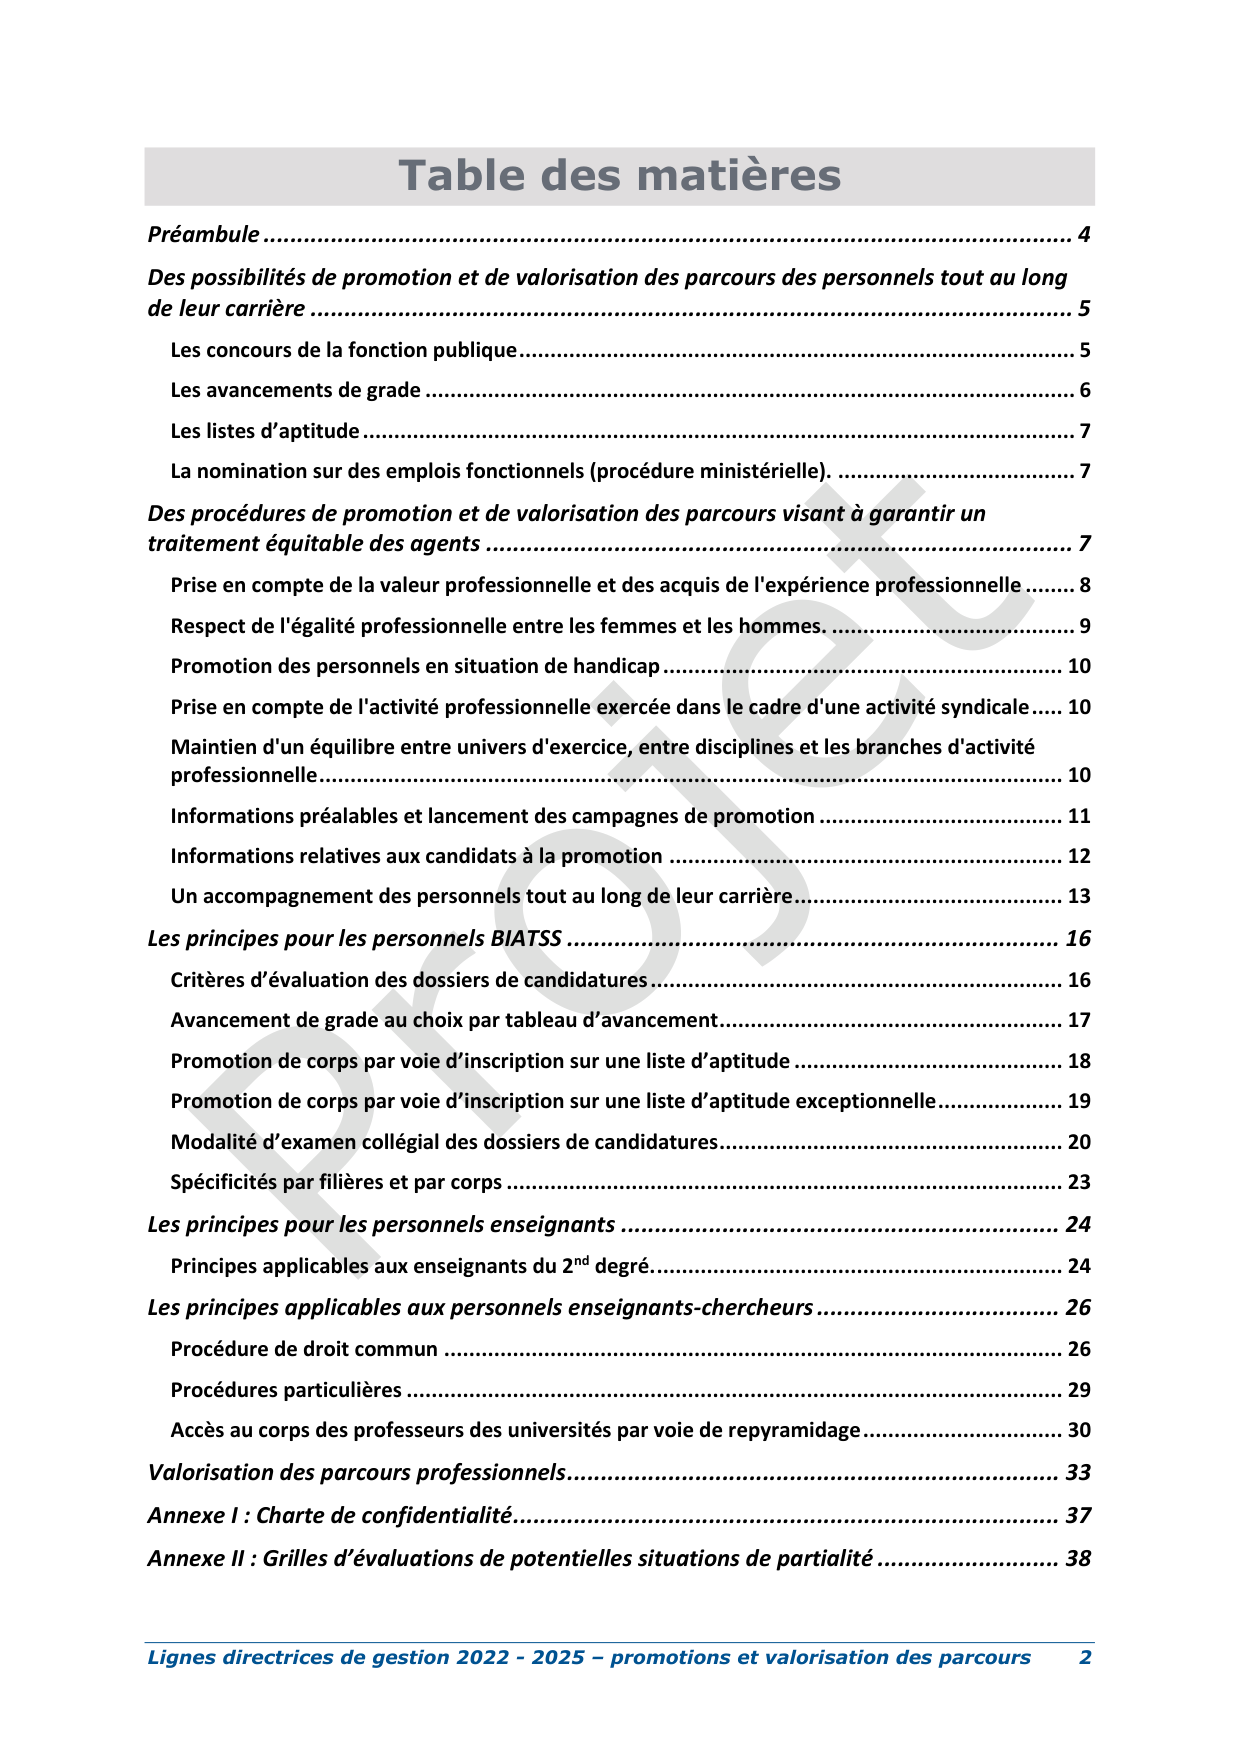 Table des matières
Préambule ........................................................................................................................ 4
Des possibilités de promotion et de valorisation des parcours des personnels tout au long
de leur carrière ................................................................................................................. 5
Les concours de la fonction publique......................................................................................... 5
Les avancements de grade ........................................................................................................ 6
Les listes d’aptitude .................................................................................................................. 7
La nomination sur des emplois fonctionnels (procédure ministérielle). ...................................... 7
Des procédures de promotion et de valorisation des parcours visant à garantir un
traitement équitable des agents ....................................................................................... 7
Prise en compte de la valeur professionnelle et des acquis de l'expérience professionnelle ........ 8
Respect de l'égalité professionnelle entre les femmes et les hommes. ....................................... 9
Promotion des personnels en situation de handicap ................................................................ 10
Prise en compte de l'activité professionnelle exercée dans le cadre d'une activité syndicale..... 10
Maintien d'un équilibre entre univers d'exercice, entre disciplines et les branches d'activité
professionnelle....................................................................................................................... 10
Informations préalables et lancement des campagnes de promotion ....................................... 11
Informations relatives aux candidats à la promotion ............................................................... 12
Un accompagnement des personnels tout au long de leur carrière........................................... 13
Les principes pour les personnels BIATSS ......................................................................... 16
Critères d’évaluation des dossiers de candidatures .................................................................. 16
Avancement de grade au choix par tableau d’avancement....................................................... 17
Promotion de corps par voie d’inscription sur une liste d’aptitude ........................................... 18
Promotion de corps par voie d’inscription sur une liste d’aptitude exceptionnelle.................... 19
Modalité d’examen collégial des dossiers de candidatures....................................................... 20
Spécificités par filières et par corps ......................................................................................... 23
Les principes pour les personnels enseignants ................................................................. 24
Principes applicables aux enseignants du 2nd degré.................................................................. 24
Les principes applicables aux personnels enseignants-chercheurs .................................... 26
Procédure de droit commun ................................................................................................... 26
Procédures particulières ......................................................................................................... 29
Accès au corps des professeurs des universités par voie de repyramidage ................................ 30
Valorisation des parcours professionnels......................................................................... 33
Annexe I : Charte de confidentialité................................................................................. 37
Annexe II : Grilles d’évaluations de potentielles situations de partialité ........................... 38
Projet
Lignes directrices de gestion 2022 - 2025 – promotions et valorisation des parcours 2